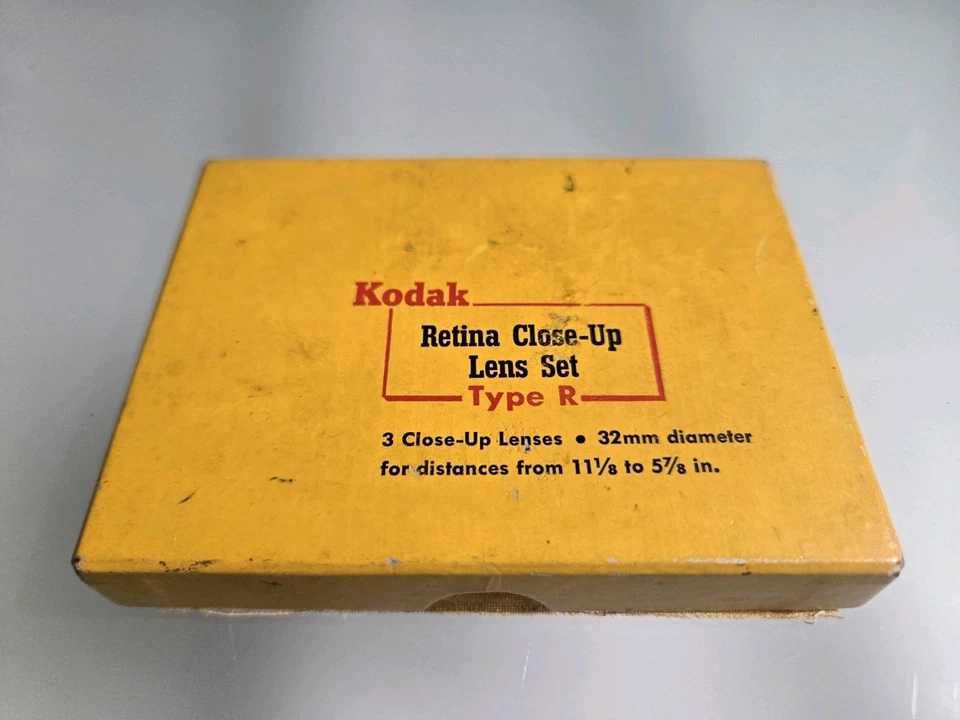 Kodak
Retina Close-Up
Lens Set
Type R
3 Close-Up Lenses • 32mm diameter
for distances from 11⅛ to 5⅞ in.